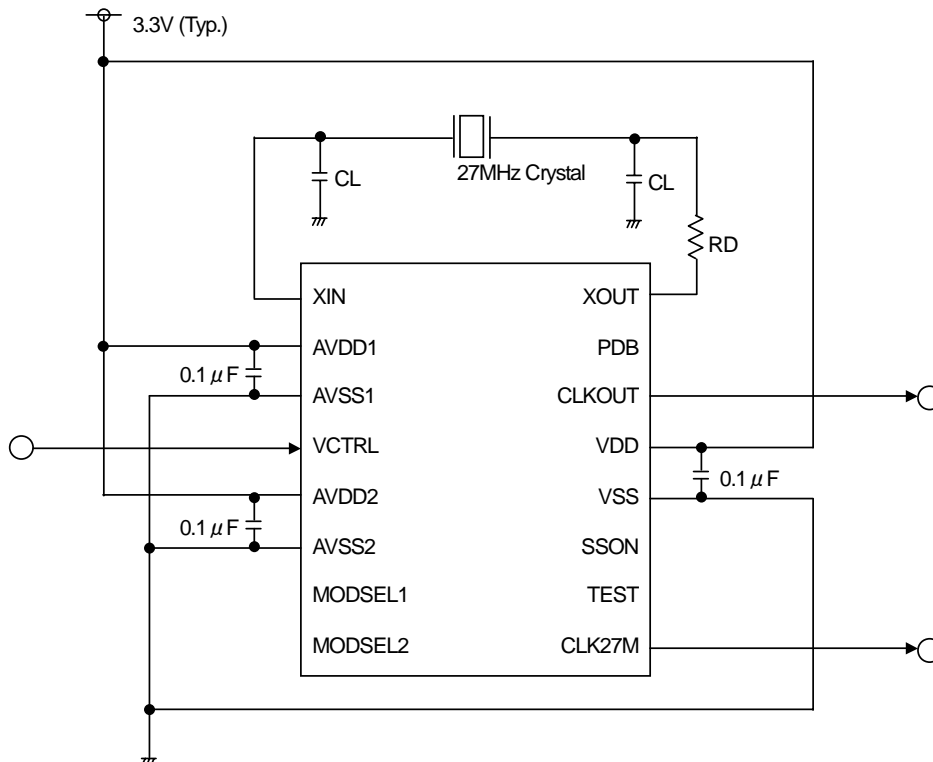 3.3V (Typ.)
27MHz Crystal
CL
CL
RD
XIN
XOUT
AVDD1
PDB
0.1 μF
AVSS1
CLKOUT
VCTRL
VDD
0.1 μF
AVDD2
VSS
0.1 μF
AVSS2
SSON
MODSEL1
TEST
MODSEL2
CLK27M